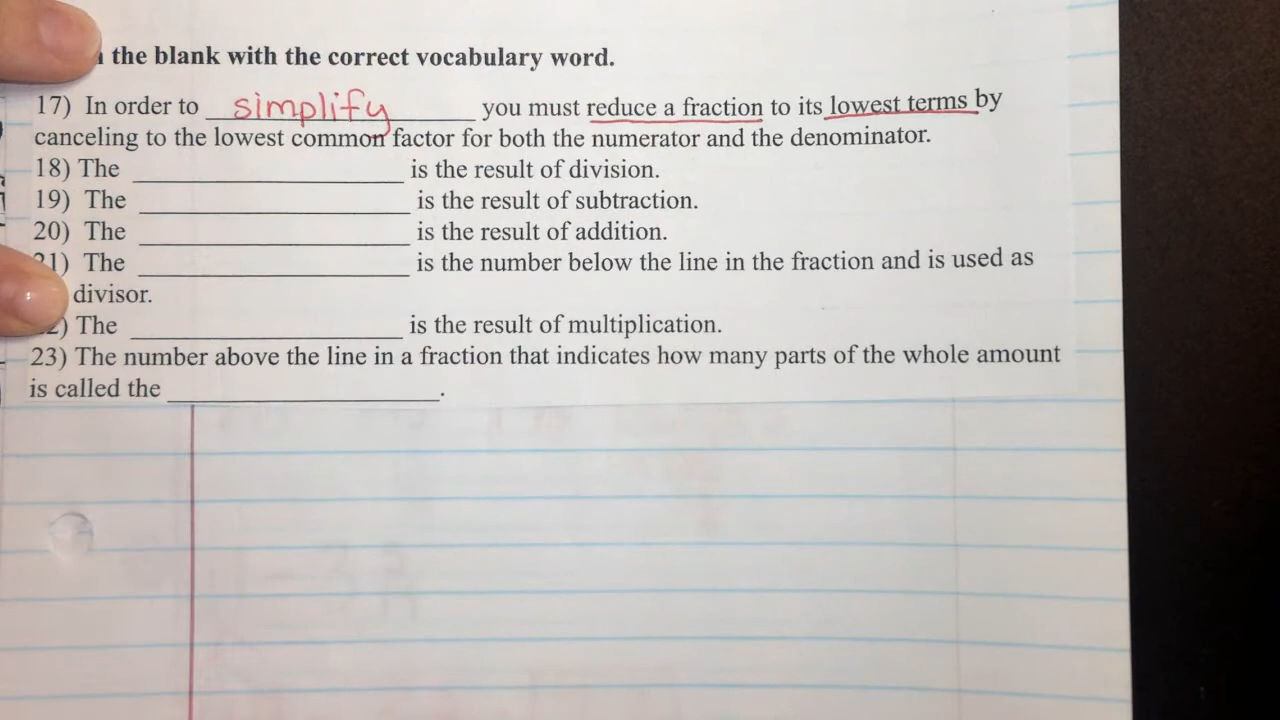 the blank with the correct vocabulary word.
17) In order to simplify you must reduce a fraction to its lowest terms by
canceling to the lowest common factor for both the numerator and the denominator.
18) The ____________________ is the result of division.
19) The ____________________ is the result of subtraction.
20) The ____________________ is the result of addition.
21) The ____________________ is the number below the line in the fraction and is used as
divisor.
2) The ____________________ is the result of multiplication.
23) The number above the line in a fraction that indicates how many parts of the whole amount
is called the ____________________.